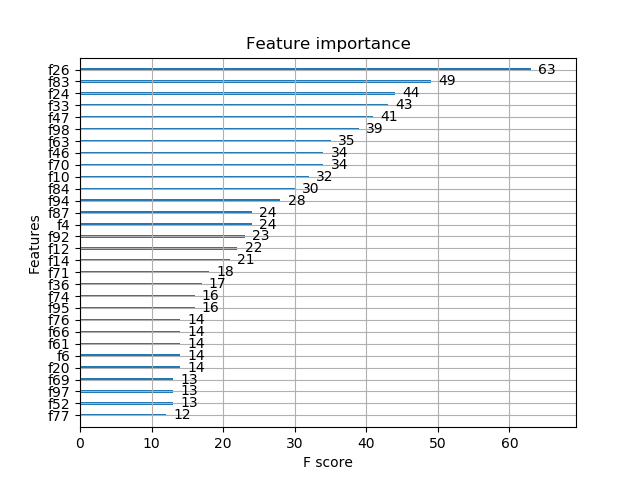 Feature importance
f26 63
f83 49
f24 44
f33 43
f47 41
f98 39
f63 35
f46 34
f70 34
f10 32
f84 30
f94 28
f87 24
f4 24
f92 23
f12 22
f14 21
f71 18
f36 17
f74 16
f95 16
f76 14
f66 14
f61 14
f6 14
f20 14
f69 13
f97 13
f52 13
f77 12
Features
0 10 20 30 40 50 60
F score